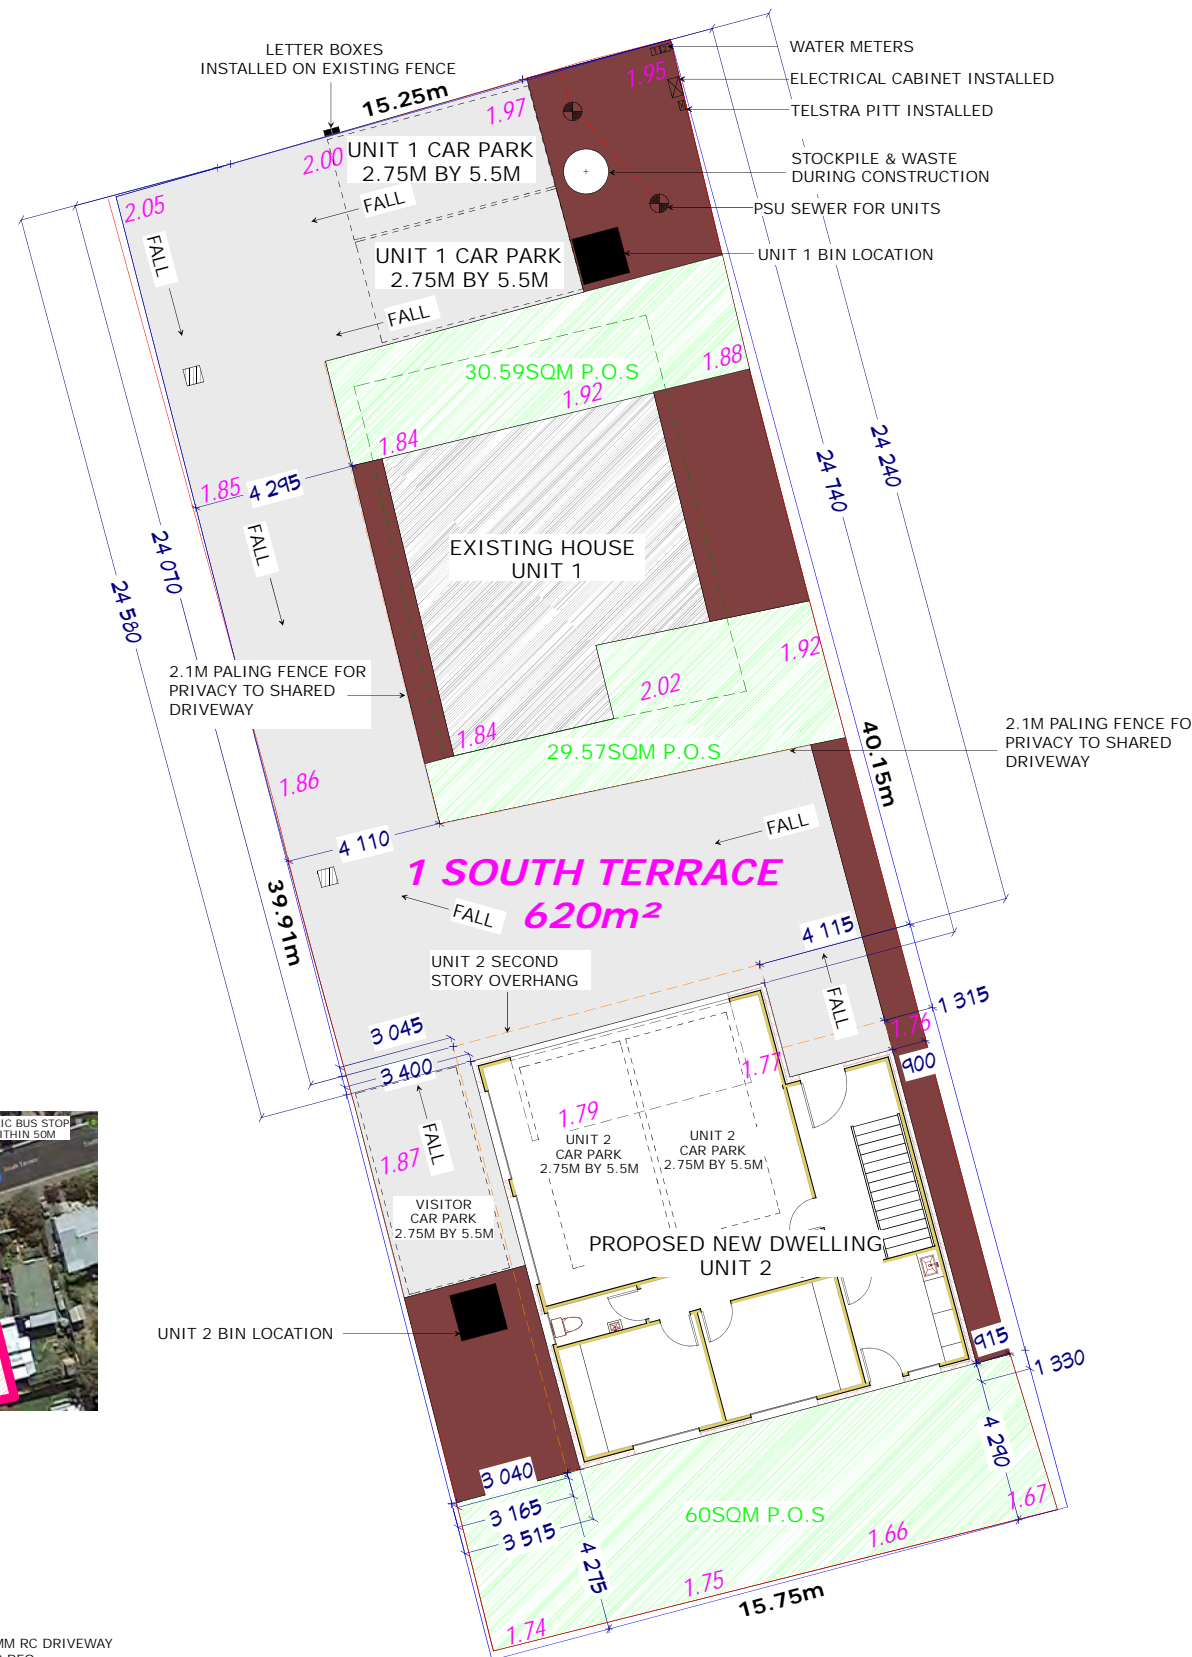 LETTER BOXES
INSTALLED ON EXISTING FENCE
15.25m
WATER METERS
ELECTRICAL CABINET INSTALLED
TELSTRA PITT INSTALLED
STOCKPILE & WASTE
DURING CONSTRUCTION
PSU SEWER FOR UNITS
UNIT 1 BIN LOCATION
1.95
1.97
2.00
2.05
UNIT 1 CAR PARK
2.75M BY 5.5M
FALL
UNIT 1 CAR PARK
2.75M BY 5.5M
FALL
FALL
30.59SQM P.O.S
1.88
1.92
1.84
1.85
4 295
FALL
24 240
24 740
24 070
24 580
EXISTING HOUSE
UNIT 1
2.1M PALING FENCE FOR
PRIVACY TO SHARED
DRIVEWAY
1.92
2.02
1.84
29.57SQM P.O.S
2.1M PALING FENCE FO
PRIVACY TO SHARED
DRIVEWAY
40.15m
1.86
4 110
FALL
1 SOUTH TERRACE
620m²
FALL
39.91m
4 115
UNIT 2 SECOND
STORY OVERHANG
FALL
1 315
1.76
900
3 045
3 400
1.77
1.79
UNIT 2
CAR PARK
2.75M BY 5.5M
UNIT 2
CAR PARK
2.75M BY 5.5M
FALL
1.87
VISITOR
CAR PARK
2.75M BY 5.5M
PROPOSED NEW DWELLING
UNIT 2
IC BUS STOP
ITHIN 50M
South Terrace
UNIT 2 BIN LOCATION
915
1 330
4 290
3 040
3 165
3 515
4 275
60SQM P.O.S
1.67
1.66
1.75
1.74
15.75m
MM RC DRIVEWAY